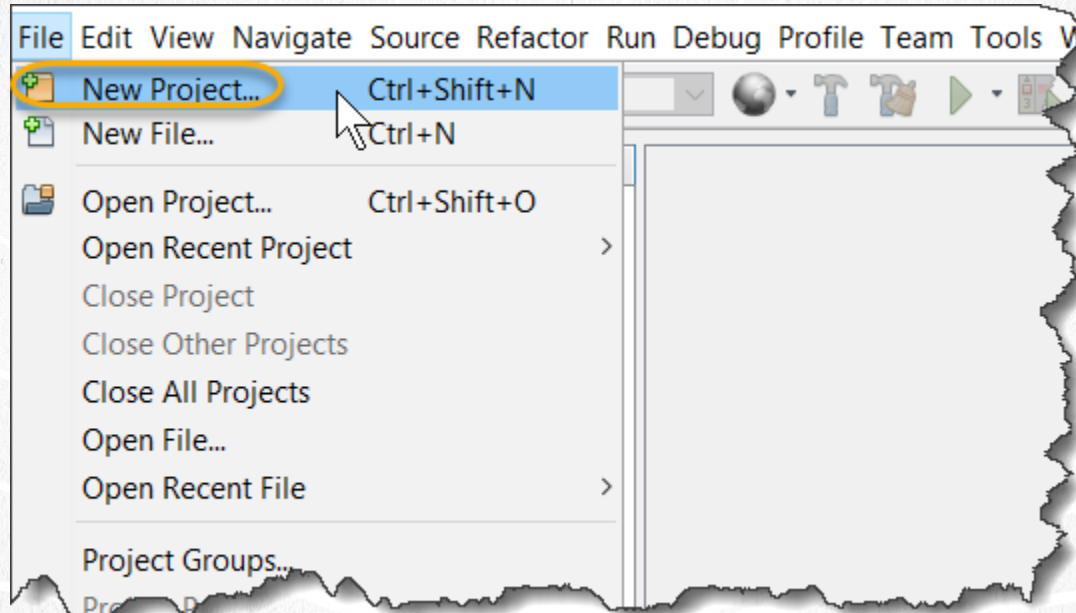 File Edit View Navigate Source Refactor Run Debug Profile Team Tools
New Project... Ctrl+Shift+N
New File... Ctrl+N
Open Project... Ctrl+Shift+O
Open Recent Project
Close Project
Close Other Projects
Close All Projects
Open File...
Open Recent File
Project Groups...